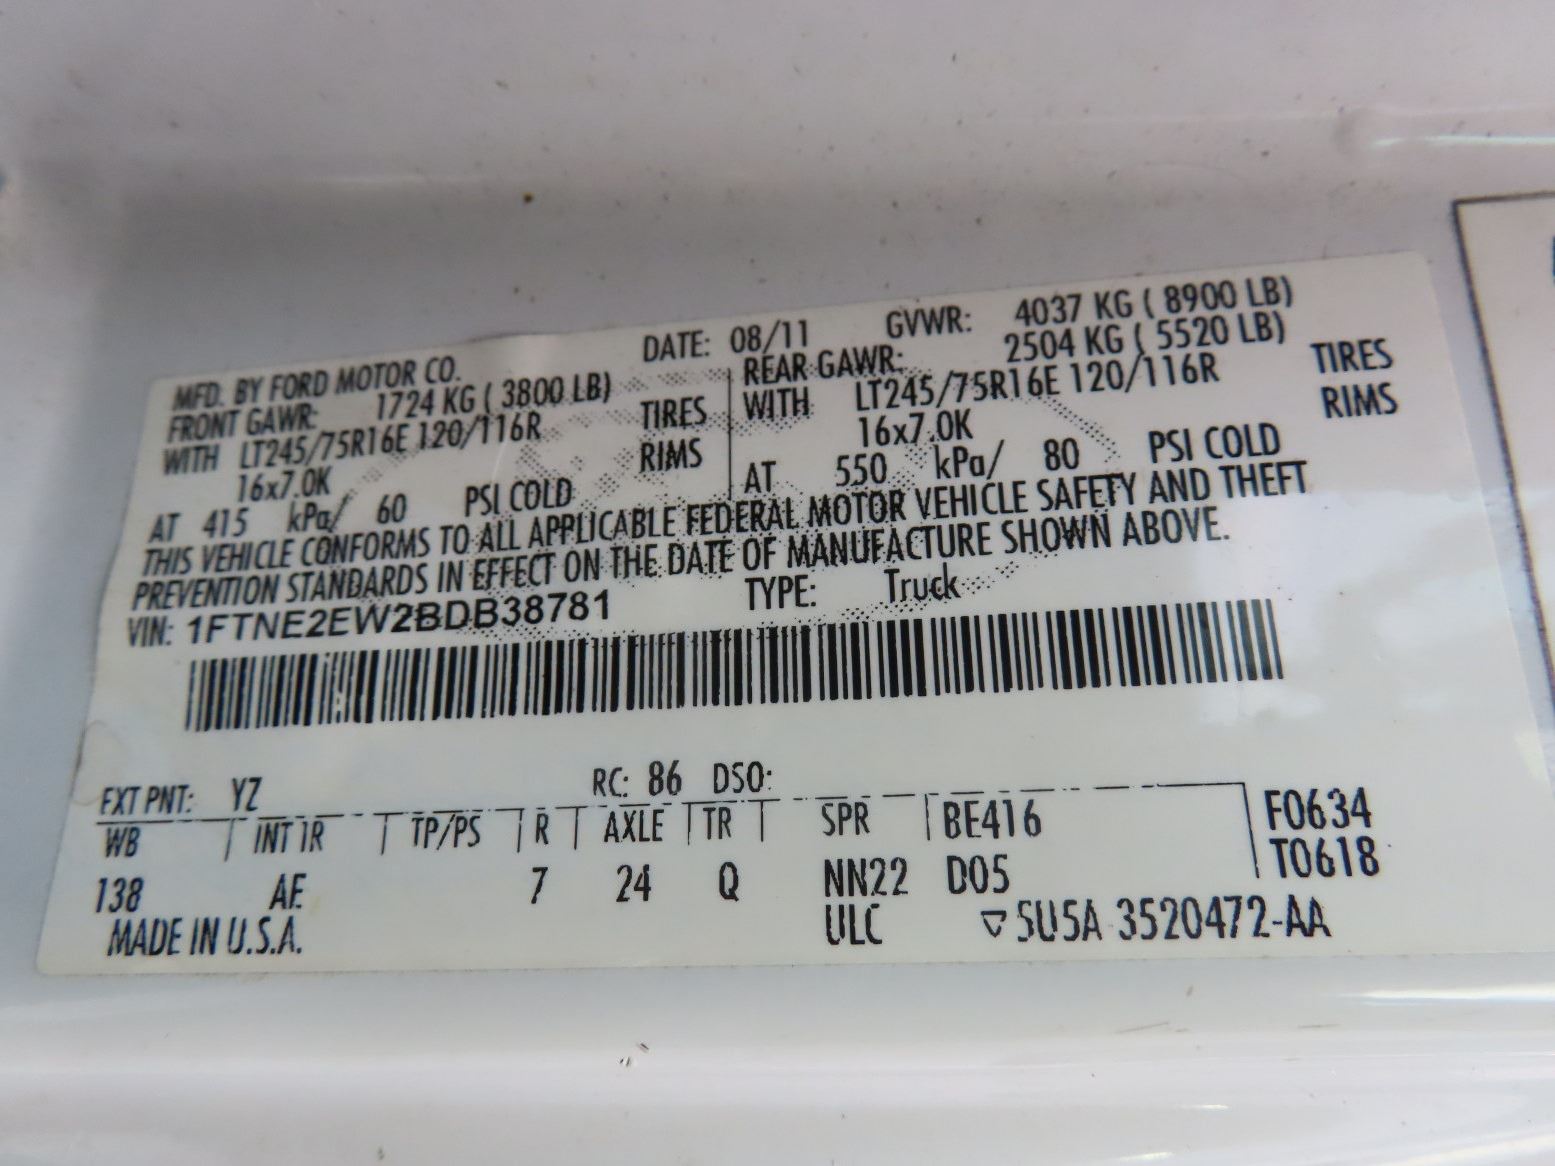 MFD. BY FORD MOTOR CO. DATE: 08/11 GVWR: 4037 KG ( 8900 LB)
FRONT GAWR: 1724 KG ( 3800 LB) REAR GAWR: 2504 KG ( 5520 LB)
WITH LT245/75R16E 120/116R TIRES WITH LT245/75R16E 120/116R TIRES
16x7.0K RIMS 16x7.0K RIMS
AT 415 kPa/ 60 PSI COLD AT 550 kPa/ 80 PSI COLD
THIS VEHICLE CONFORMS TO ALL APPLICABLE FEDERAL MOTOR VEHICLE SAFETY AND THEFT
PREVENTION STANDARDS IN EFFECT ON THE DATE OF MANUFACTURE SHOWN ABOVE.
VIN: 1FTNE2EW2BDB38781 TYPE: Truck
EXT PNT: YZ RC: 86 DSO:
WB INT TR TP/PS R AXLE TR SPR BE416 F0634
138 AE 7 24 Q NN22 D05 T0618
MADE IN U.S.A. ULC ▽5U5A 3520472-AA